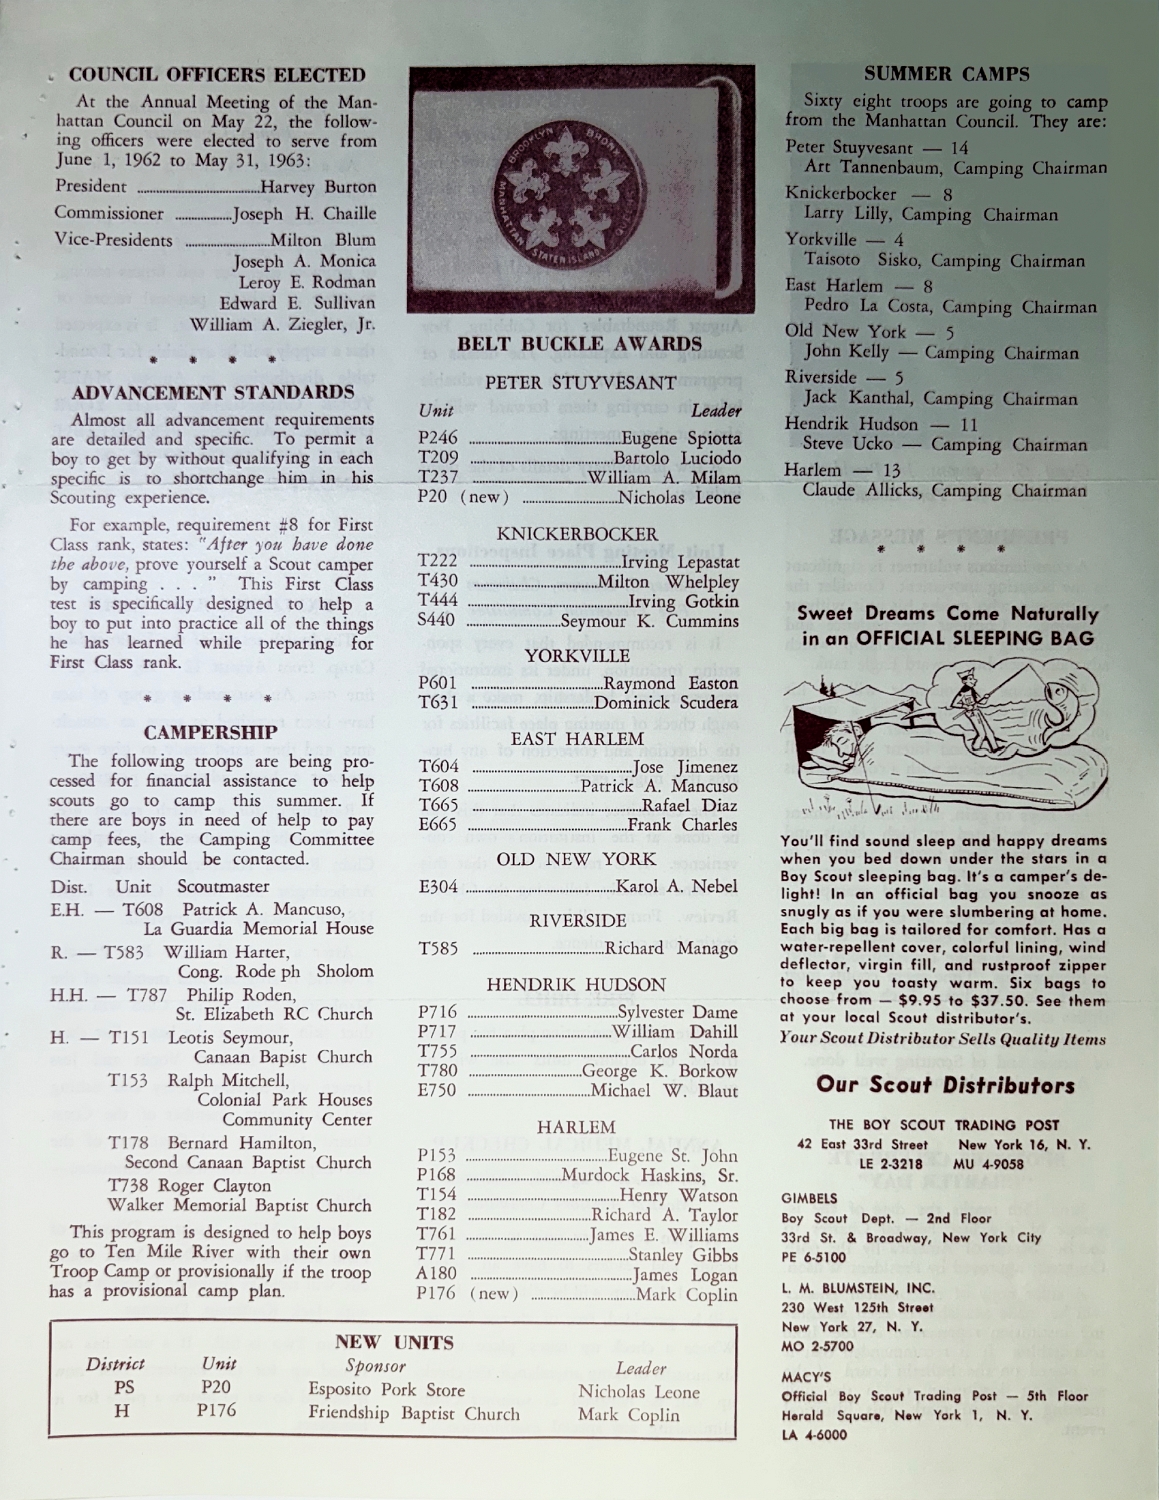 COUNCIL OFFICERS ELECTED
At the Annual Meeting of the Man-
hattan Council on May 22, the follow-
ing officers were elected to serve from
June 1, 1962 to May 31, 1963:
President ........Harvey Burton
Commissioner ........Joseph H. Chaille
Vice-Presidents ........Milton Blum
Joseph A. Monica
Leroy E. Rodman
Edward E. Sullivan
William A. Ziegler, Jr.
* * * *
ADVANCEMENT STANDARDS
Almost all advancement requirements
are detailed and specific. To permit a
boy to get by without qualifying in each
specific is to shortchange him in his
Scouting experience.
For example, requirement #8 for First
Class rank, states: "After you have done
the above, prove yourself a Scout camper
by camping . . . " This First Class
test is specifically designed to help a
boy to put into practice all of the things
he has learned while preparing for
First Class rank.
* * * *
CAMPERSHIP
The following troops are being pro-
cessed for financial assistance to help
scouts go to camp this summer. If
there are boys in need of help to pay
camp fees, the Camping Committee
Chairman should be contacted.
Dist. Unit Scoutmaster
E.H. — T608 Patrick A. Mancuso,
La Guardia Memorial House
R. — T583 William Harter,
Cong. Rode ph Sholom
H.H. — T787 Philip Roden,
St. Elizabeth RC Church
H. — T151 Leotis Seymour,
Canaan Bapist Church
T153 Ralph Mitchell,
Colonial Park Houses
Community Center
T178 Bernard Hamilton,
Second Canaan Baptist Church
T738 Roger Clayton
Walker Memorial Baptist Church
This program is designed to help boys
go to Ten Mile River with their own
Troop Camp or provisionally if the troop
has a provisional camp plan.
BROOKLYN BRONX QUEENS STATEN ISLAND MANHATTAN
BELT BUCKLE AWARDS
PETER STUYVESANT
Unit Leader
P246 ........Eugene Spiotta
T209 ........Bartolo Luciodo
T237 ........William A. Milam
P20 (new) ........Nicholas Leone
KNICKERBOCKER
T222 ........Irving Lepastat
T430 ........Milton Whelpley
T444 ........Irving Gotkin
S440 ........Seymour K. Cummins
YORKVILLE
P601 ........Raymond Easton
T631 ........Dominick Scudera
EAST HARLEM
T604 ........Jose Jimenez
T608 ........Patrick A. Mancuso
T665 ........Rafael Diaz
E665 ........Frank Charles
OLD NEW YORK
E304 ........Karol A. Nebel
RIVERSIDE
T585 ........Richard Manago
HENDRIK HUDSON
P716 ........Sylvester Dame
P717 ........William Dahill
T755 ........Carlos Norda
T780 ........George K. Borkow
E750 ........Michael W. Blaut
HARLEM
P153 ........Eugene St. John
P168 ........Murdock Haskins, Sr.
T154 ........Henry Watson
T182 ........Richard A. Taylor
T761 ........James E. Williams
T771 ........Stanley Gibbs
A180 ........James Logan
P176 (new) ........Mark Coplin
NEW UNITS
District Unit Sponsor Leader
PS P20 Esposito Pork Store Nicholas Leone
H P176 Friendship Baptist Church Mark Coplin
SUMMER CAMPS
Sixty eight troops are going to camp
from the Manhattan Council. They are:
Peter Stuyvesant — 14
Art Tannenbaum, Camping Chairman
Knickerbocker — 8
Larry Lilly, Camping Chairman
Yorkville — 4
Taisoto Sisko, Camping Chairman
East Harlem — 8
Pedro La Costa, Camping Chairman
Old New York — 5
John Kelly — Camping Chairman
Riverside — 5
Jack Kanthal, Camping Chairman
Hendrik Hudson — 11
Steve Ucko — Camping Chairman
Harlem — 13
Claude Allicks, Camping Chairman
* * * *
Sweet Dreams Come Naturally
in an OFFICIAL SLEEPING BAG
You'll find sound sleep and happy dreams
when you bed down under the stars in a
Boy Scout sleeping bag. It's a camper's de-
light! In an official bag you snooze as
snugly as if you were slumbering at home.
Each big bag is tailored for comfort. Has a
water-repellent cover, colorful lining, wind
deflector, virgin fill, and rustproof zipper
to keep you toasty warm. Six bags to
choose from — $9.95 to $37.50. See them
at your local Scout distributor's.
Your Scout Distributor Sells Quality Items
Our Scout Distributors
THE BOY SCOUT TRADING POST
42 East 33rd Street New York 16, N. Y.
LE 2-3218 MU 4-9058
GIMBELS
Boy Scout Dept. — 2nd Floor
33rd St. & Broadway, New York City
PE 6-5100
L. M. BLUMSTEIN, INC.
230 West 125th Street
New York 27, N. Y.
MO 2-5700
MACY'S
Official Boy Scout Trading Post — 5th Floor
Herald Square, New York 1, N. Y.
LA 4-6000